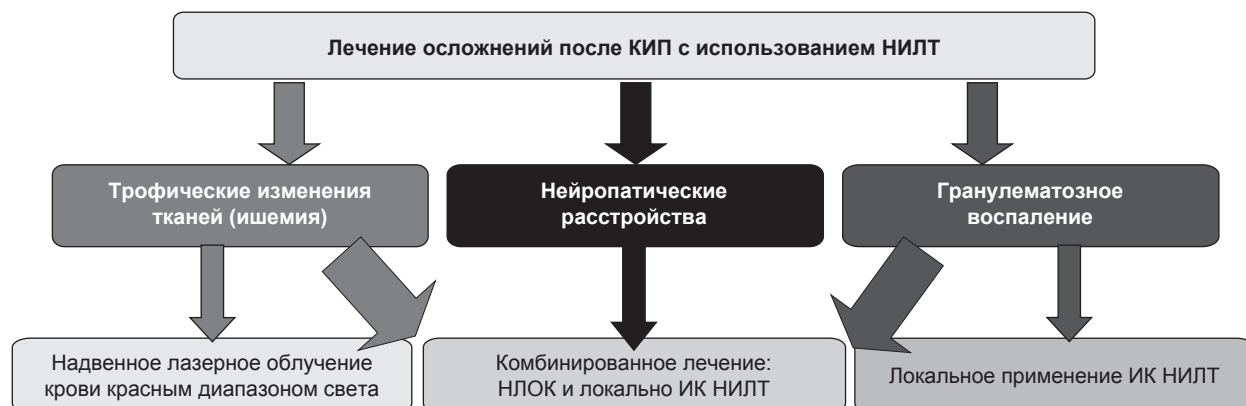 Лечение осложнений после КИП с использованием НИЛТ
Трофические изменения
тканей (ишемия)
Нейропатические
расстройства
Гранулематозное
воспаление
Надвенное лазерное облучение
крови красным диапазоном света
Комбинированное лечение:
НЛОК и локально ИК НИЛТ
Локальное применение ИК НИЛТ